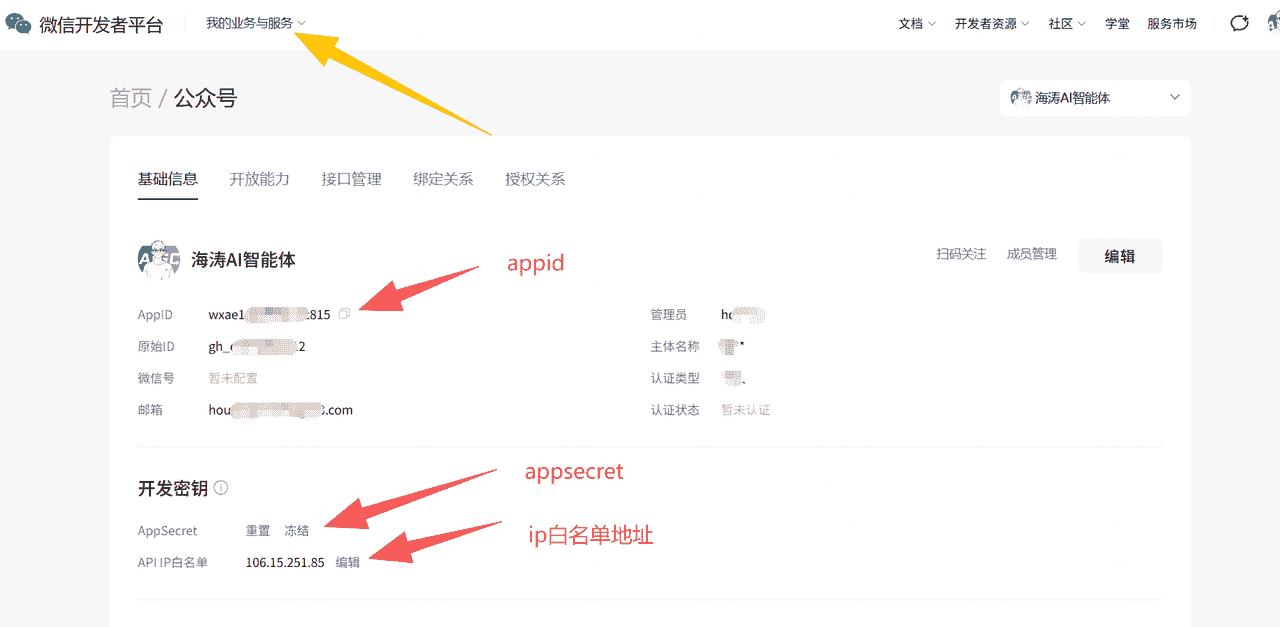 微信开发者平台
我的业务与服务
文档
开发者资源
社区
学堂
服务市场
首页 / 公众号
海涛AI智能体
基础信息
开放能力
接口管理
绑定关系
授权关系
海涛AI智能体
扫码关注
成员管理
编辑
appid
AppID wxae1 :815
管理员 ho
原始ID gh_ 2
主体名称 *
微信号 暂未配置
认证类型
邮箱 hou .com
认证状态 暂未认证
appsecret
开发密钥
AppSecret 重置 冻结
ip白名单地址
API IP白名单 106.15.251.85 编辑